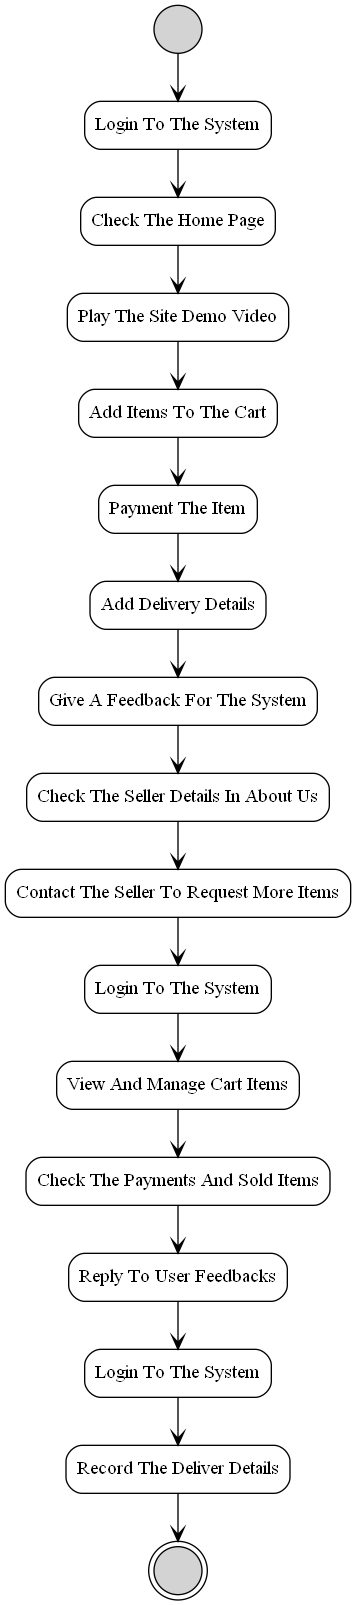 Login To The System
Check The Home Page
Play The Site Demo Video
Add Items To The Cart
Payment The Item
Add Delivery Details
Give A Feedback For The System
Check The Seller Details In About Us
Contact The Seller To Request More Items
Login To The System
View And Manage Cart Items
Check The Payments And Sold Items
Reply To User Feedbacks
Login To The System
Record The Deliver Details